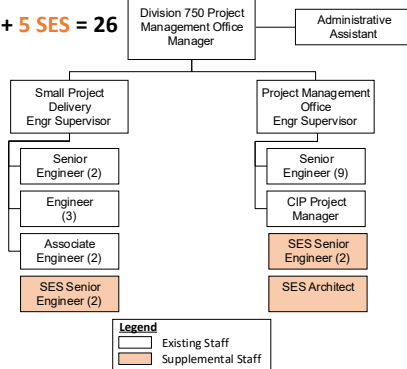 + 5 SES = 26
Division 750 Project
Management Office
Manager
Administrative
Assistant
Small Project
Delivery
Engr Supervisor
Project Management
Office
Engr Supervisor
Senior
Engineer (2)
Senior
Engineer (9)
Engineer
(3)
CIP Project
Manager
Associate
Engineer (2)
SES Senior
Engineer (2)
SES Senior
Engineer (2)
SES Architect
Legend
Existing Staff
Supplemental Staff